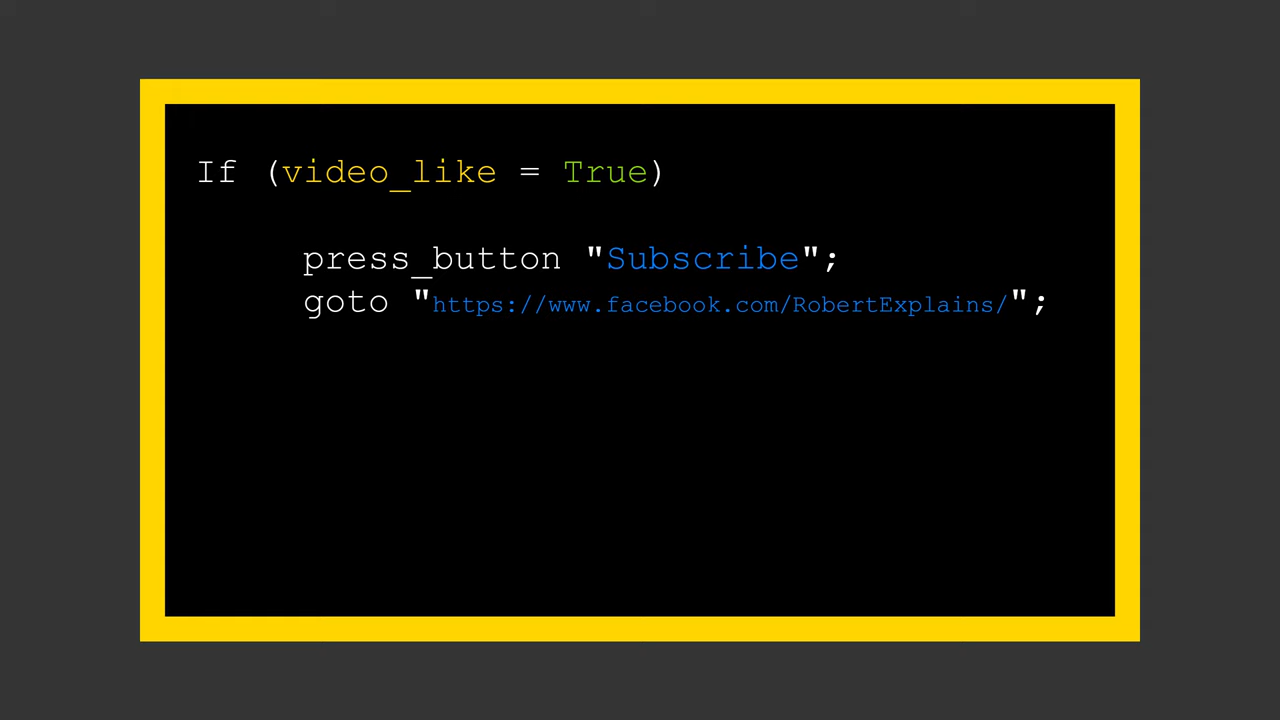 If (video_like = True)
press_button "Subscribe";
goto "https://www.facebook.com/RobertExplains/";